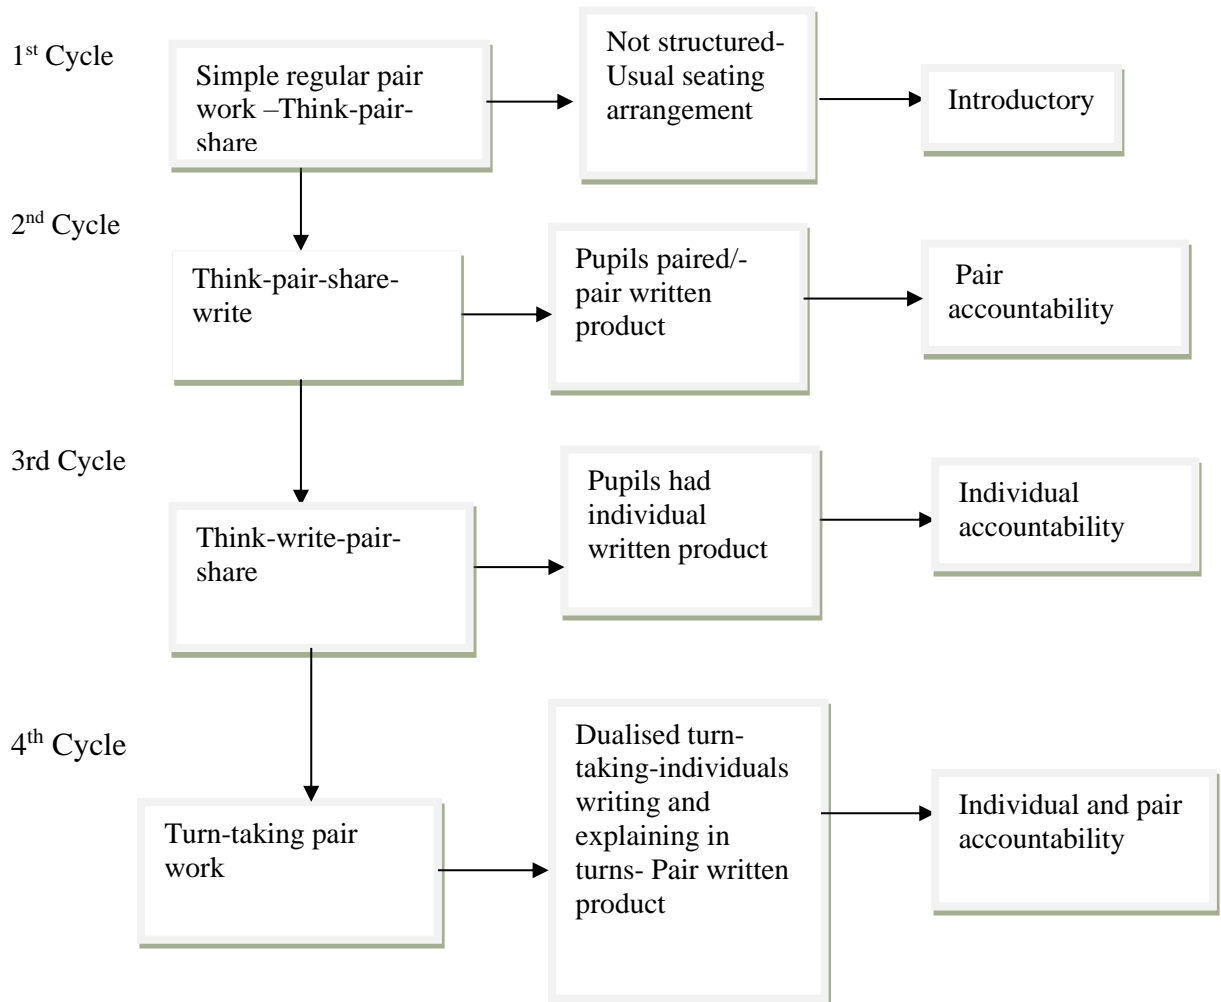 1st Cycle
Simple regular pair
work –Think-pair-
share
Not structured-
Usual seating
arrangement
Introductory
2nd Cycle
Think-pair-share-
write
Pupils paired/-
pair written
product
Pair
accountability
3rd Cycle
Think-write-pair-
share
Pupils had
individual
written product
Individual
accountability
4th Cycle
Turn-taking pair
work
Dualised turn-
taking-individuals
writing and
explaining in
turns- Pair written
product
Individual and pair
accountability